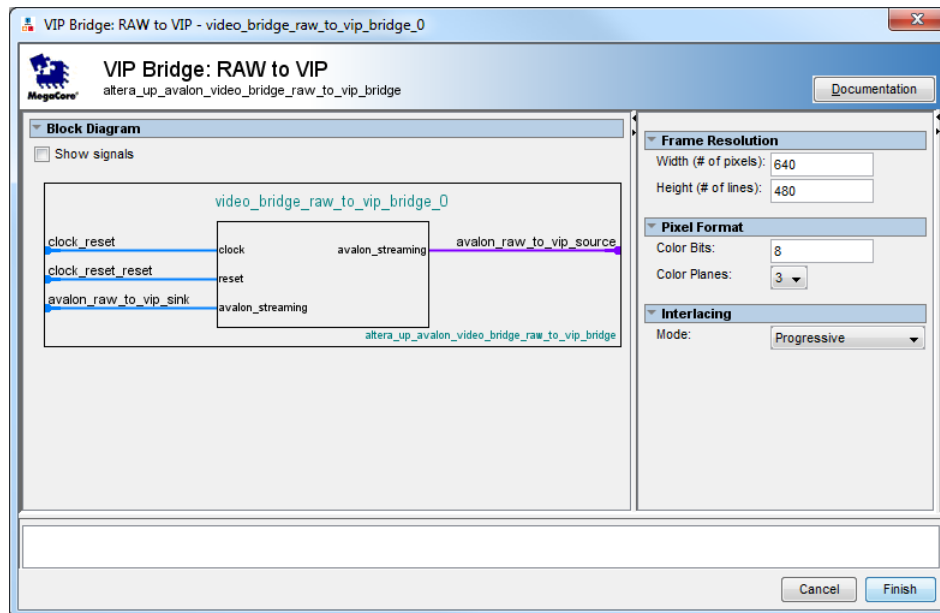 VIP Bridge: RAW to VIP - video_bridge_raw_to_vip_bridge_0
VIP Bridge: RAW to VIP
altera_up_avalon_video_bridge_raw_to_vip_bridge
MegaCore'
Documentation
Block Diagram
Show signals
video_bridge_raw_to_vip_bridge_0
clock_reset
clock
avalon_streaming
avalon_raw_to_vip_source
clock_reset_reset
reset
avalon_raw_to_vip_sink
avalon_streaming
altera_up_avalon_video_bridge_raw_to_vip_bridge
Frame Resolution
Width (# of pixels): 640
Height (# of lines): 480
Pixel Format
Color Bits: 8
Color Planes: 3
Interlacing
Mode: Progressive
Cancel
Finish